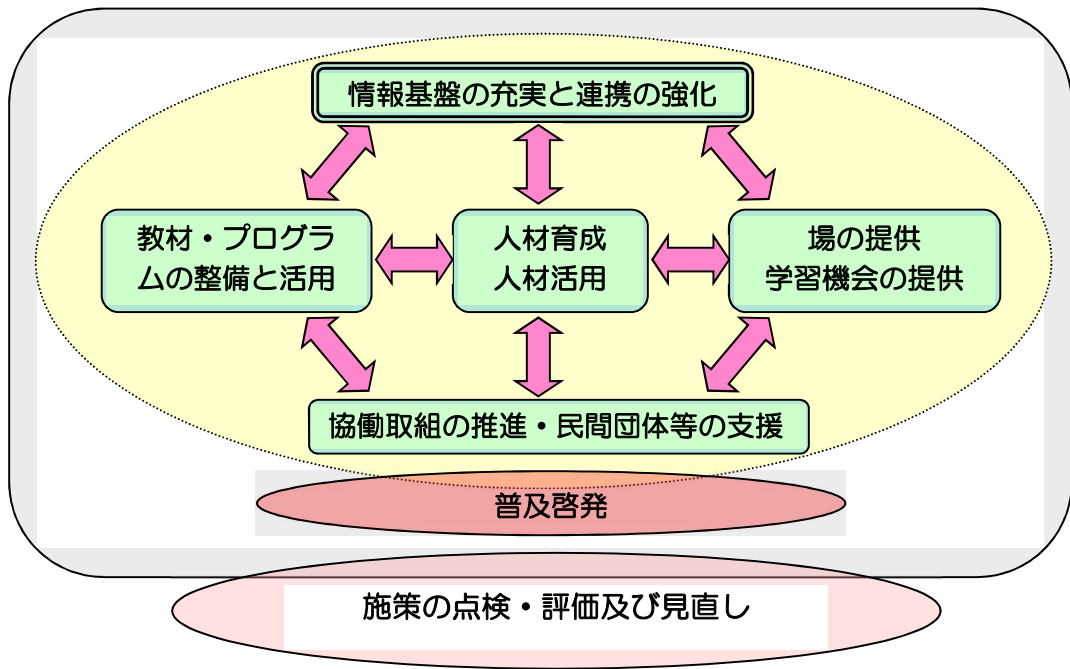 情報基盤の充実と連携の強化
教材・プログラ
ムの整備と活用
人材育成
人材活用
場の提供
学習機会の提供
協働取組の推進・民間団体等の支援
普及啓発
施策の点検・評価及び見直し